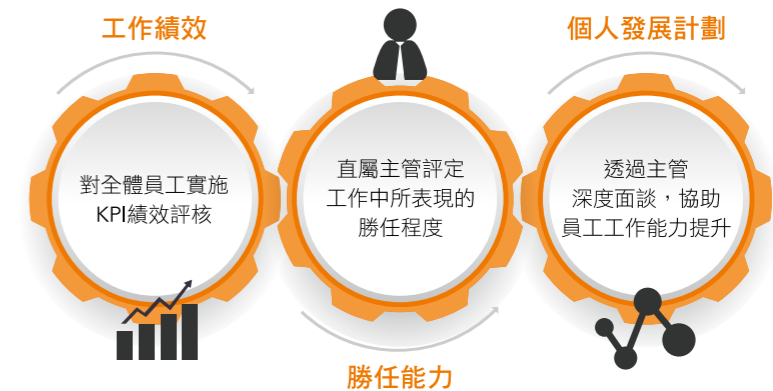 工作績效
對全體員工實施
KPI績效評核
直屬主管評定
工作中所表現的
勝任程度
勝任能力
個人發展計劃
透過主管
深度面談，協助
員工工作能力提升